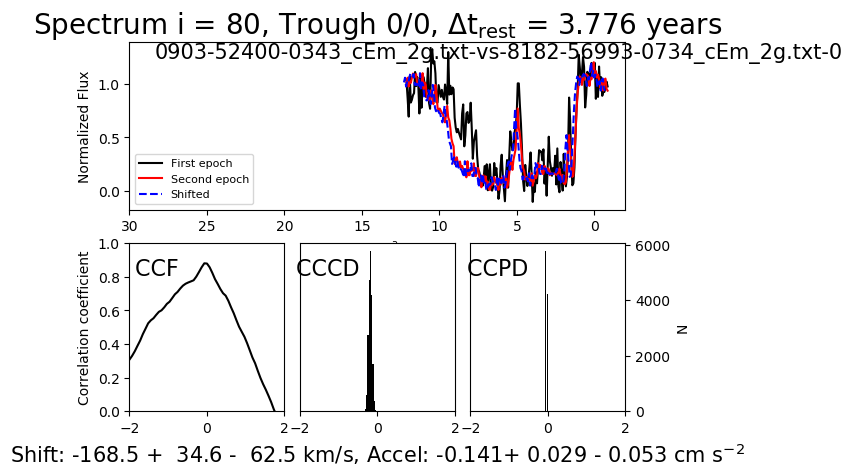 Spectrum i = 80, Trough 0/0, Δt_rest = 3.776 years
0903-52400-0343_cEm_2g.txt-vs-8182-56993-0734_cEm_2g.txt-0
Normalized Flux
1.0
0.5
0.0
First epoch
Second epoch
Shifted
30 25 20 15 10 5 0
Correlation coefficient
1.0
0.8
0.6
0.4
0.2
0.0
CCF
CCCD
CCPD
6000
4000
2000
0
N
−2 0 2
−2 0 2
−2 0 2
Shift: -168.5 + 34.6 - 62.5 km/s, Accel: -0.141+ 0.029 - 0.053 cm s⁻²